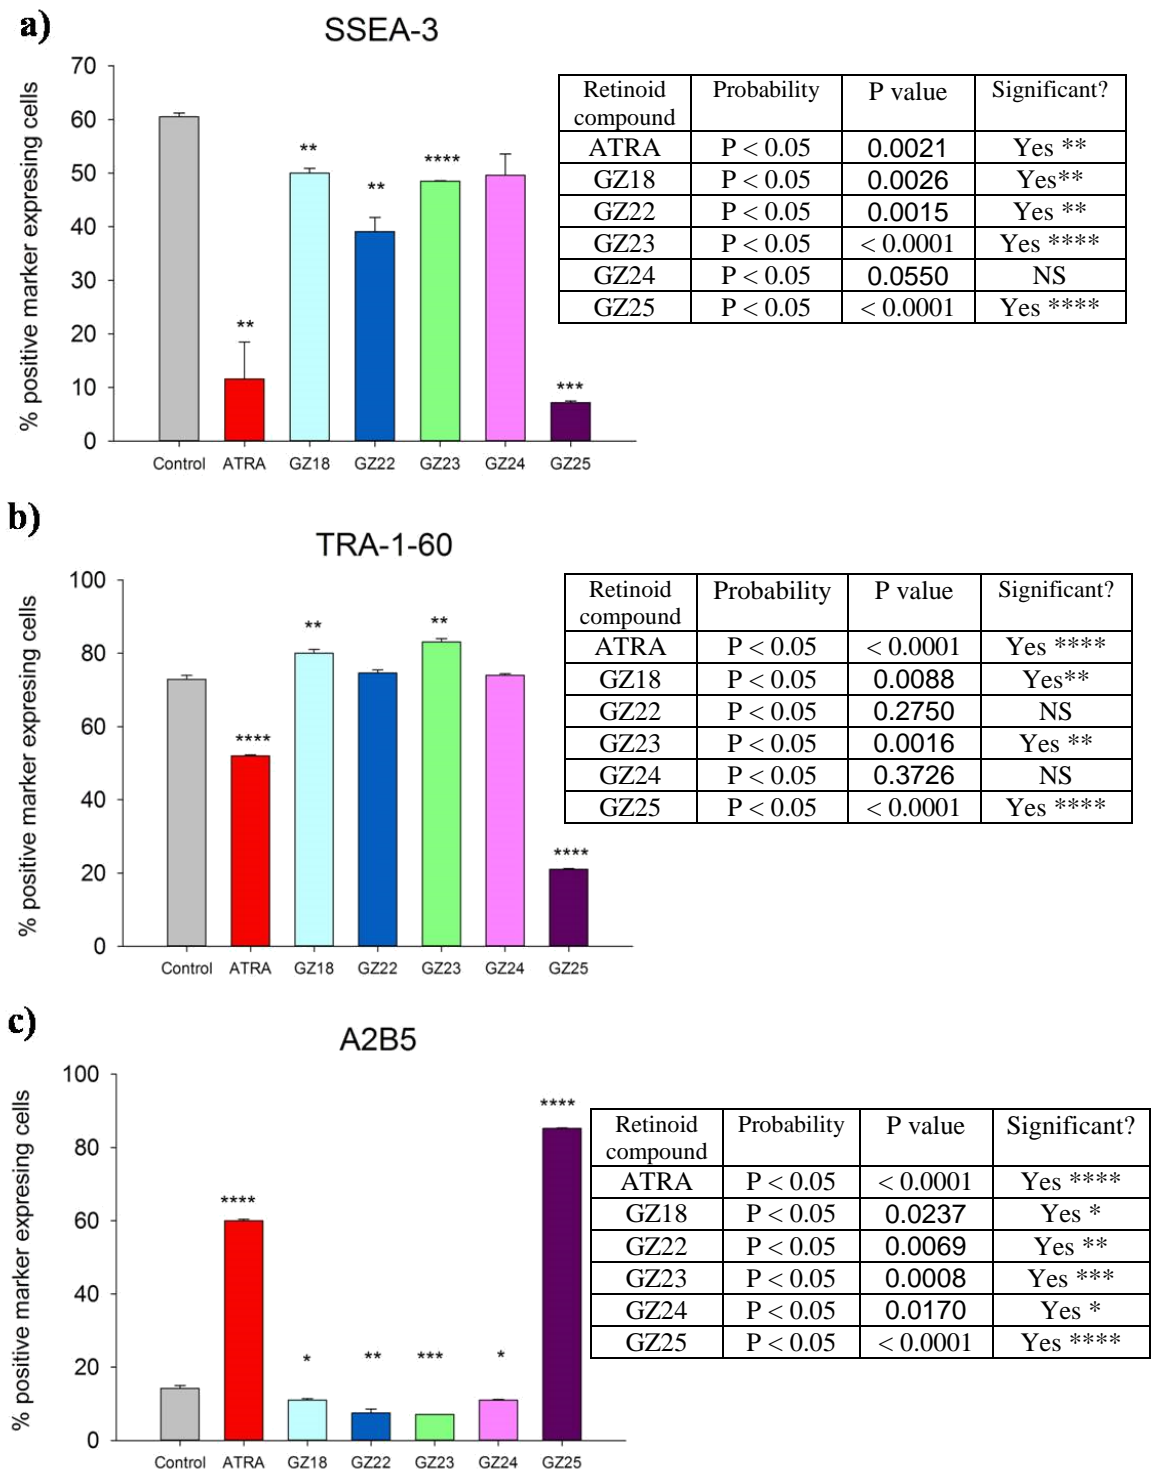 a)
SSEA-3
% positive marker expresing cells
70
60
50
40
30
20
10
0
**
**
**
****
***
Control ATRA GZ18 GZ22 GZ23 GZ24 GZ25
Retinoid compound Probability P value Significant?
ATRA P < 0.05 0.0021 Yes **
GZ18 P < 0.05 0.0026 Yes**
GZ22 P < 0.05 0.0015 Yes **
GZ23 P < 0.05 < 0.0001 Yes ****
GZ24 P < 0.05 0.0550 NS
GZ25 P < 0.05 < 0.0001 Yes ****
b)
TRA-1-60
% positive marker expresing cells
100
80
60
40
20
0
****
**
**
****
Control ATRA GZ18 GZ22 GZ23 GZ24 GZ25
Retinoid compound Probability P value Significant?
ATRA P < 0.05 < 0.0001 Yes ****
GZ18 P < 0.05 0.0088 Yes**
GZ22 P < 0.05 0.2750 NS
GZ23 P < 0.05 0.0016 Yes **
GZ24 P < 0.05 0.3726 NS
GZ25 P < 0.05 < 0.0001 Yes ****
c)
A2B5
% positive marker expresing cells
100
80
60
40
20
0
****
*
**
***
*
****
Control ATRA GZ18 GZ22 GZ23 GZ24 GZ25
Retinoid compound Probability P value Significant?
ATRA P < 0.05 < 0.0001 Yes ****
GZ18 P < 0.05 0.0237 Yes *
GZ22 P < 0.05 0.0069 Yes **
GZ23 P < 0.05 0.0008 Yes ***
GZ24 P < 0.05 0.0170 Yes *
GZ25 P < 0.05 < 0.0001 Yes ****